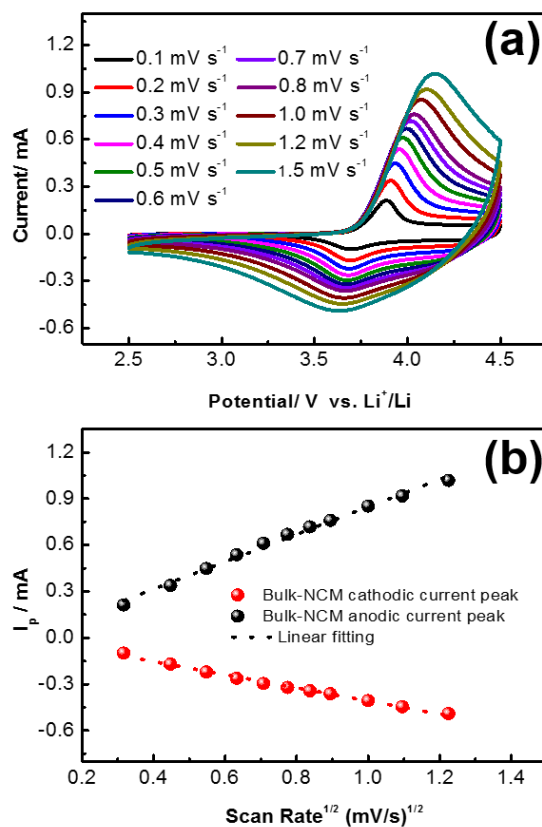 (a)
0.1 mV s⁻¹ 0.7 mV s⁻¹
0.2 mV s⁻¹ 0.8 mV s⁻¹
0.3 mV s⁻¹ 1.0 mV s⁻¹
0.4 mV s⁻¹ 1.2 mV s⁻¹
0.5 mV s⁻¹ 1.5 mV s⁻¹
0.6 mV s⁻¹
Current/ mA
1.2
0.9
0.6
0.3
0.0
-0.3
-0.6
2.5 3.0 3.5 4.0 4.5
Potential/ V vs. Li⁺/Li
(b)
Iₚ / mA
1.2
0.9
0.6
0.3
0.0
-0.3
-0.6
Bulk-NCM cathodic current peak
Bulk-NCM anodic current peak
Linear fitting
0.2 0.4 0.6 0.8 1.0 1.2 1.4
Scan Rate¹ᐟ² (mV/s)¹ᐟ²